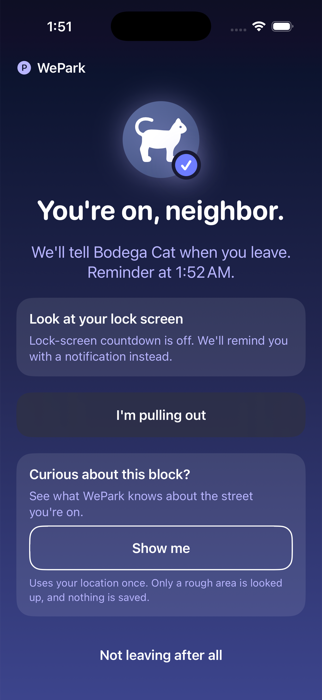 1:51
P WePark
You're on, neighbor.
We'll tell Bodega Cat when you leave.
Reminder at 1:52 AM.
Look at your lock screen
Lock-screen countdown is off. We'll remind you
with a notification instead.
I'm pulling out
Curious about this block?
See what WePark knows about the street
you're on.
Show me
Uses your location once. Only a rough area is looked
up, and nothing is saved.
Not leaving after all